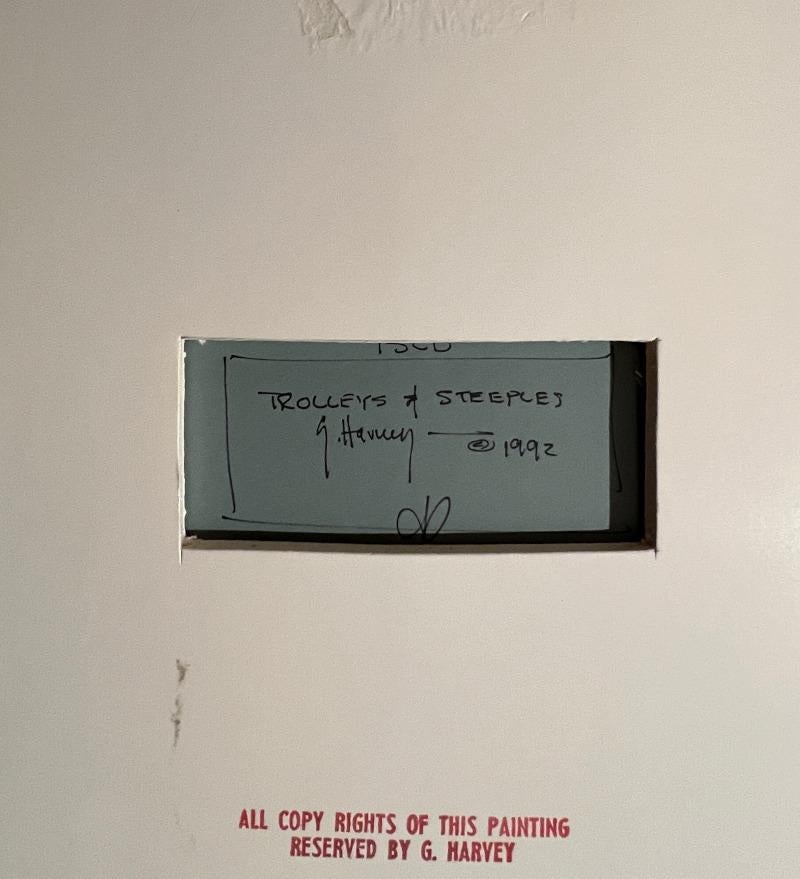 TROLLEYS & STEEPLES
G. Harvey — © 1992
ALL COPY RIGHTS OF THIS PAINTING
RESERVED BY G. HARVEY